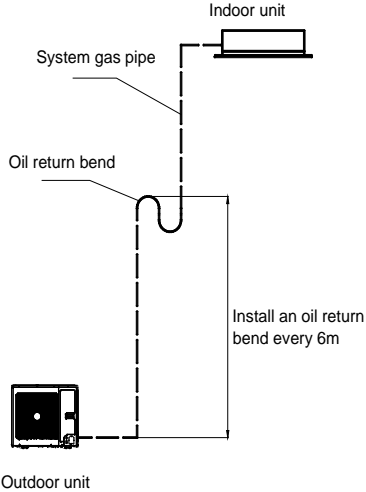 Indoor unit
System gas pipe
Oil return bend
Install an oil return
bend every 6m
Outdoor unit